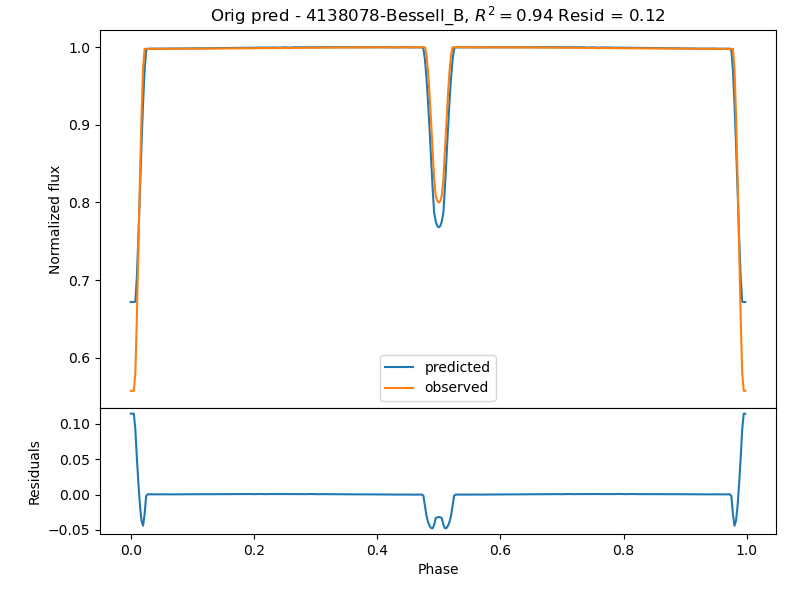 Orig pred - 4138078-Bessell_B, R² = 0.94 Resid = 0.12
Normalized flux
1.0
0.9
0.8
0.7
0.6
predicted
observed
Residuals
0.10
0.05
0.00
−0.05
0.0 0.2 0.4 0.6 0.8 1.0
Phase